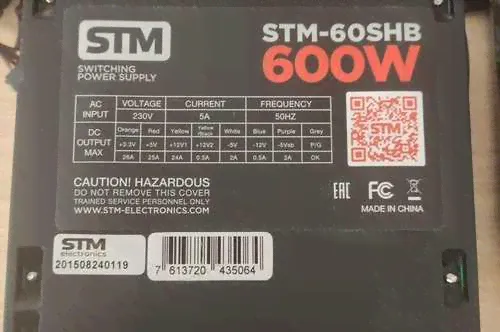 STM
SWITCHING
POWER SUPPLY
STM-60SHB
600W
AC INPUT VOLTAGE CURRENT FREQUENCY
230V 5A 50HZ
DC OUTPUT MAX Orange Red Yellow Yellow/Black White Blue Purple Grey
+3.3V +5V +12V1 +12V2 -5V -12V -5Vsb P/G
26A 25A 24A 0.5A 2A 0.5A 3A OK
STM
CAUTION! HAZARDOUS
DO NOT REMOVE THIS COVER
TRAINED SERVICE PERSONNEL ONLY
WWW.STM-ELECTRONICS.COM
EAC FC
MADE IN CHINA
STM
electronics
201508240119
7 613720 435064